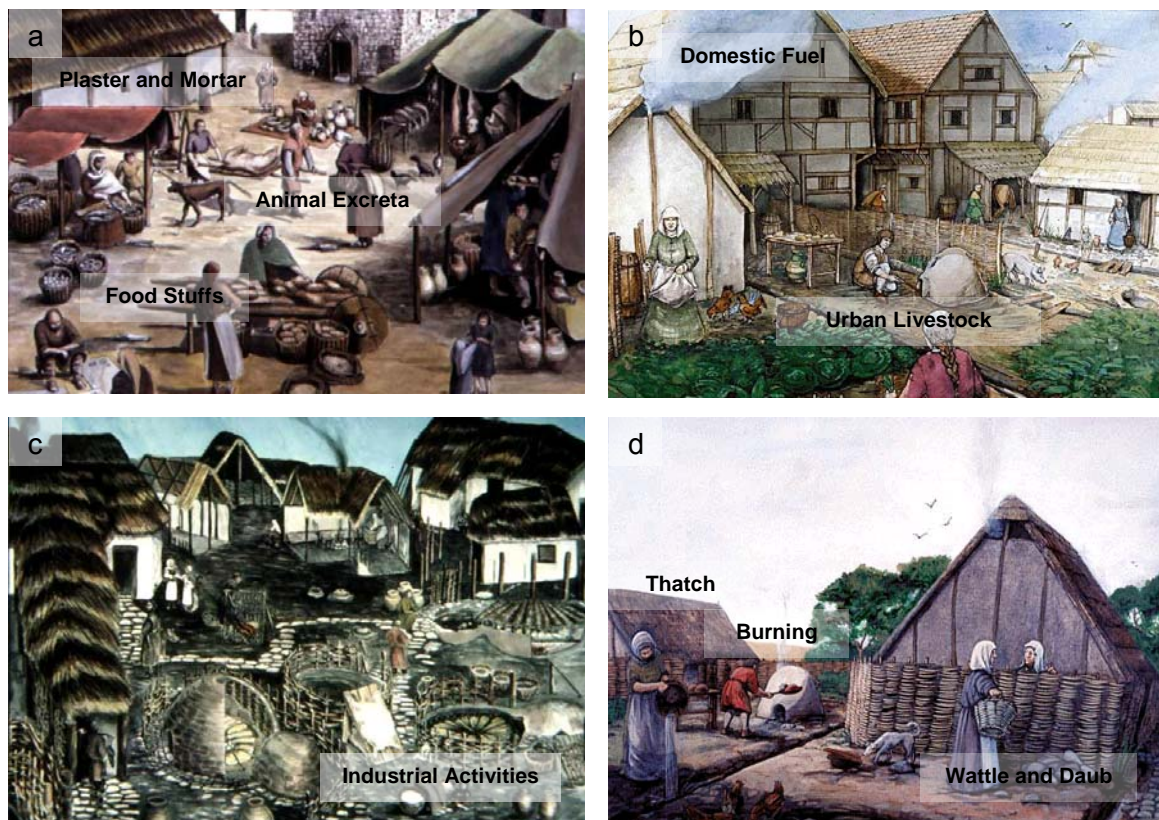 a
Plaster and Mortar
Animal Excreta
Food Stuffs
b
Domestic Fuel
Urban Livestock
c
Industrial Activities
d
Thatch
Burning
Wattle and Daub